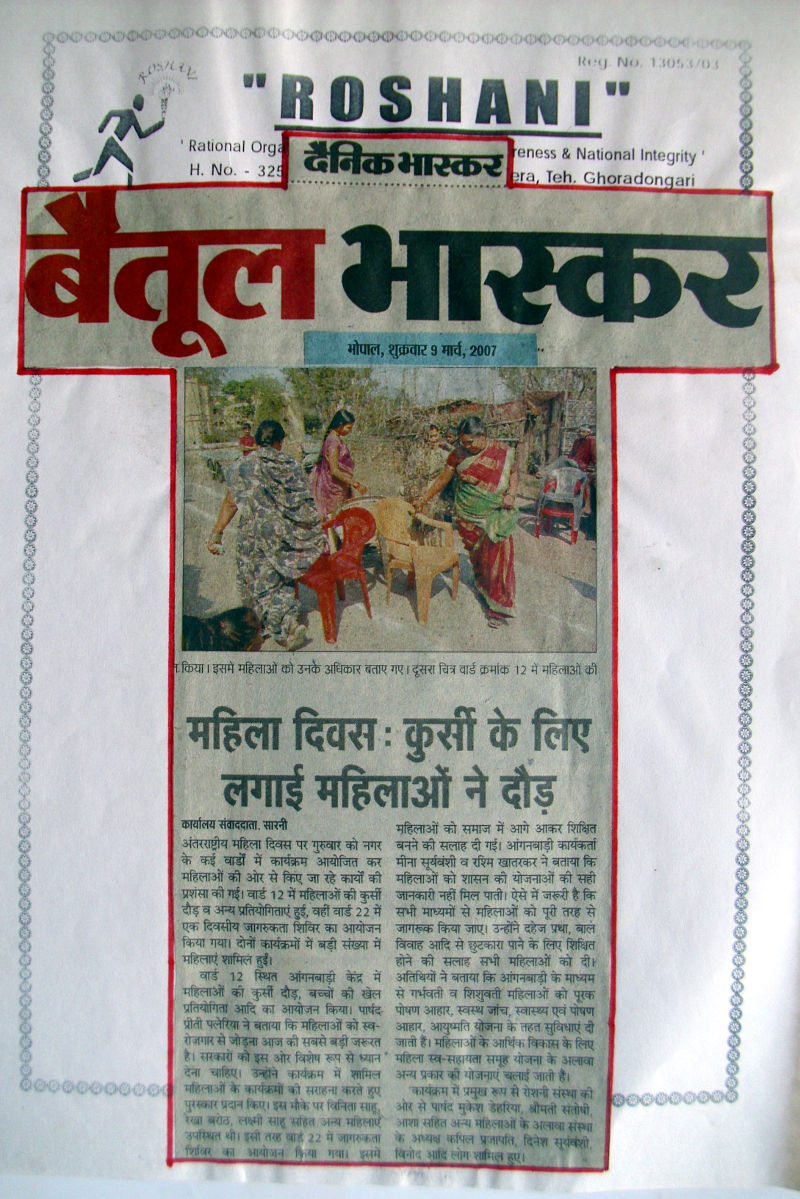 Reg. No. 13053/03
ROSHANI
"ROSHANI"
' Rational Orga
reness & National Integrity '
H. No. - 325
era, Teh. Ghoradongari
दैनिक भास्कर
बैतूल भास्कर
भोपाल, शुक्रवार 9 मार्च, 2007
न किया। इसमें महिलाओं को उनके अधिकार बताए गए। दूसरा चित्र वार्ड क्रमांक 12 में महिलाओं की
महिला दिवस : कुर्सी के लिए
लगाई महिलाओं ने दौड़
कार्यालय संवाददाता. सारनी
अंतरराष्ट्रीय महिला दिवस पर गुरुवार को नगर
के कई वार्डों में कार्यक्रम आयोजित कर
महिलाओं की ओर से किए जा रहे कार्यों की
प्रशंसा की गई। वार्ड 12 में महिलाओं की कुर्सी
दौड़ व अन्य प्रतियोगिताएं हुईं, वहीं वार्ड 22 में
एक दिवसीय जागरुकता शिविर का आयोजन
किया गया। दोनों कार्यक्रमों में बड़ी संख्या में
महिलाएं शामिल हुईं।
वार्ड 12 स्थित आंगनबाड़ी केंद्र में
महिलाओं की कुर्सी दौड़, बच्चों की खेल
प्रतियोगिता आदि का आयोजन किया। पार्षद
प्रीती पलेरिया ने बताया कि महिलाओं को स्व-
रोजगार से जोड़ना आज की सबसे बड़ी जरूरत
है। सरकारों को इस ओर विशेष रूप से ध्यान
देना चाहिए। उन्होंने कार्यक्रम में शामिल
महिलाओं के कार्यक्रमों की सराहना करते हुए
पुरस्कार प्रदान किए। इस मौके पर विनिता साहू,
रेखा बरोठ, लक्ष्मी साहू सहित अन्य महिलाएं
उपस्थित थी। इसी तरह वार्ड 22 में जागरुकता
शिविर का आयोजन किया गया। इसमें
महिलाओं को समाज में आगे आकर शिक्षित
बनने की सलाह दी गई। आंगनबाड़ी कार्यकर्ता
मीना सूर्यवंशी व रश्मि खातरकर ने बताया कि
महिलाओं को शासन की योजनाओं की सही
जानकारी नहीं मिल पाती। ऐसे में जरूरी है कि
सभी माध्यमों से महिलाओं को पूरी तरह से
जागरूक किया जाए। उन्होंने दहेज प्रथा, बाल
विवाह आदि से छुटकारा पाने के लिए शिक्षित
होने की सलाह सभी महिलाओं को दी।
अतिथियों ने बताया कि आंगनबाड़ी के माध्यम
से गर्भवती व शिशुवती महिलाओं को पूरक
पोषण आहार, स्वस्थ जांच, स्वास्थ्य एवं पोषण
आहार, आयुष्मति योजना के तहत सुविधाएं दी
जाती हैं। महिलाओं के आर्थिक विकास के लिए
महिला स्व-सहायता समूह योजना के अलावा
अन्य प्रकार की योजनाएं चलाई जाती हैं।
कार्यक्रम में प्रमुख रूप से रोशनी संस्था की
ओर से पार्षद मुकेश डेहरिया, श्रीमती संतोषी,
आशा सहित अन्य महिलाओं के अलावा संस्था
के अध्यक्ष कपिल प्रजापति, दिनेश सूर्यवंशी,
विनोद आदि लोग शामिल हुए।